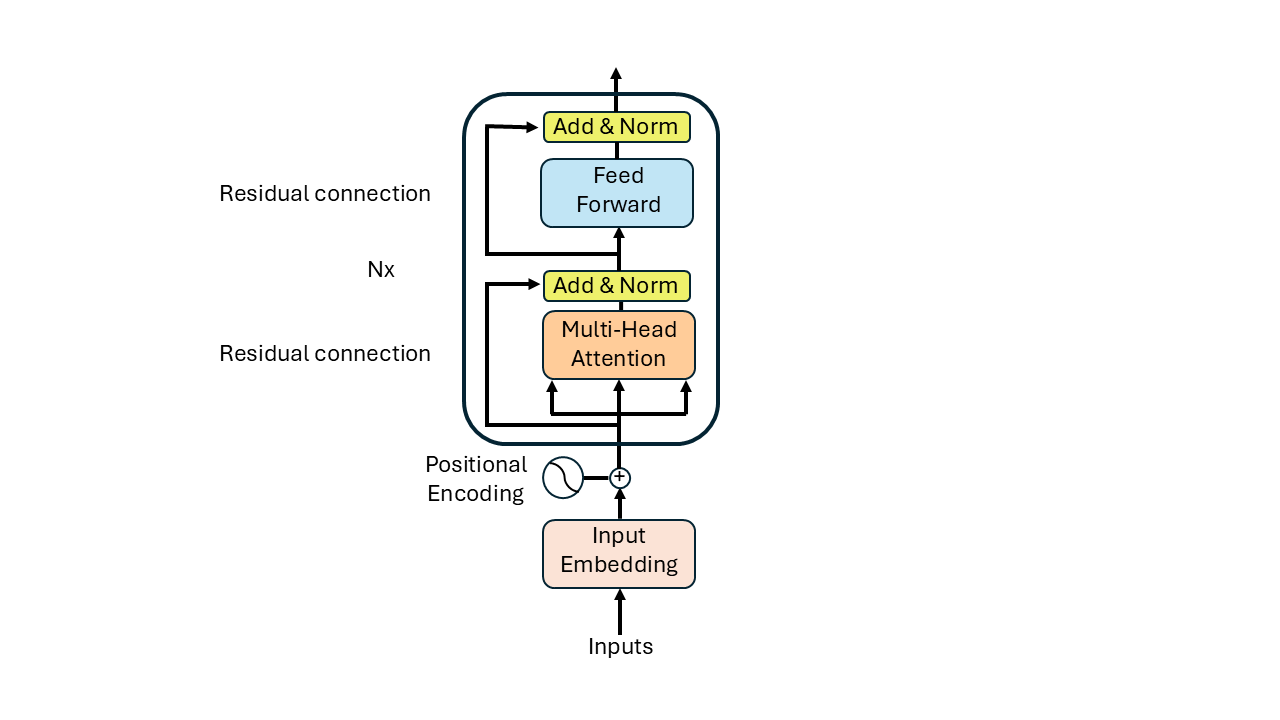 Add & Norm
Feed
Forward
Residual connection
Nx
Add & Norm
Multi-Head
Attention
Residual connection
Positional
Encoding
+
Input
Embedding
Inputs